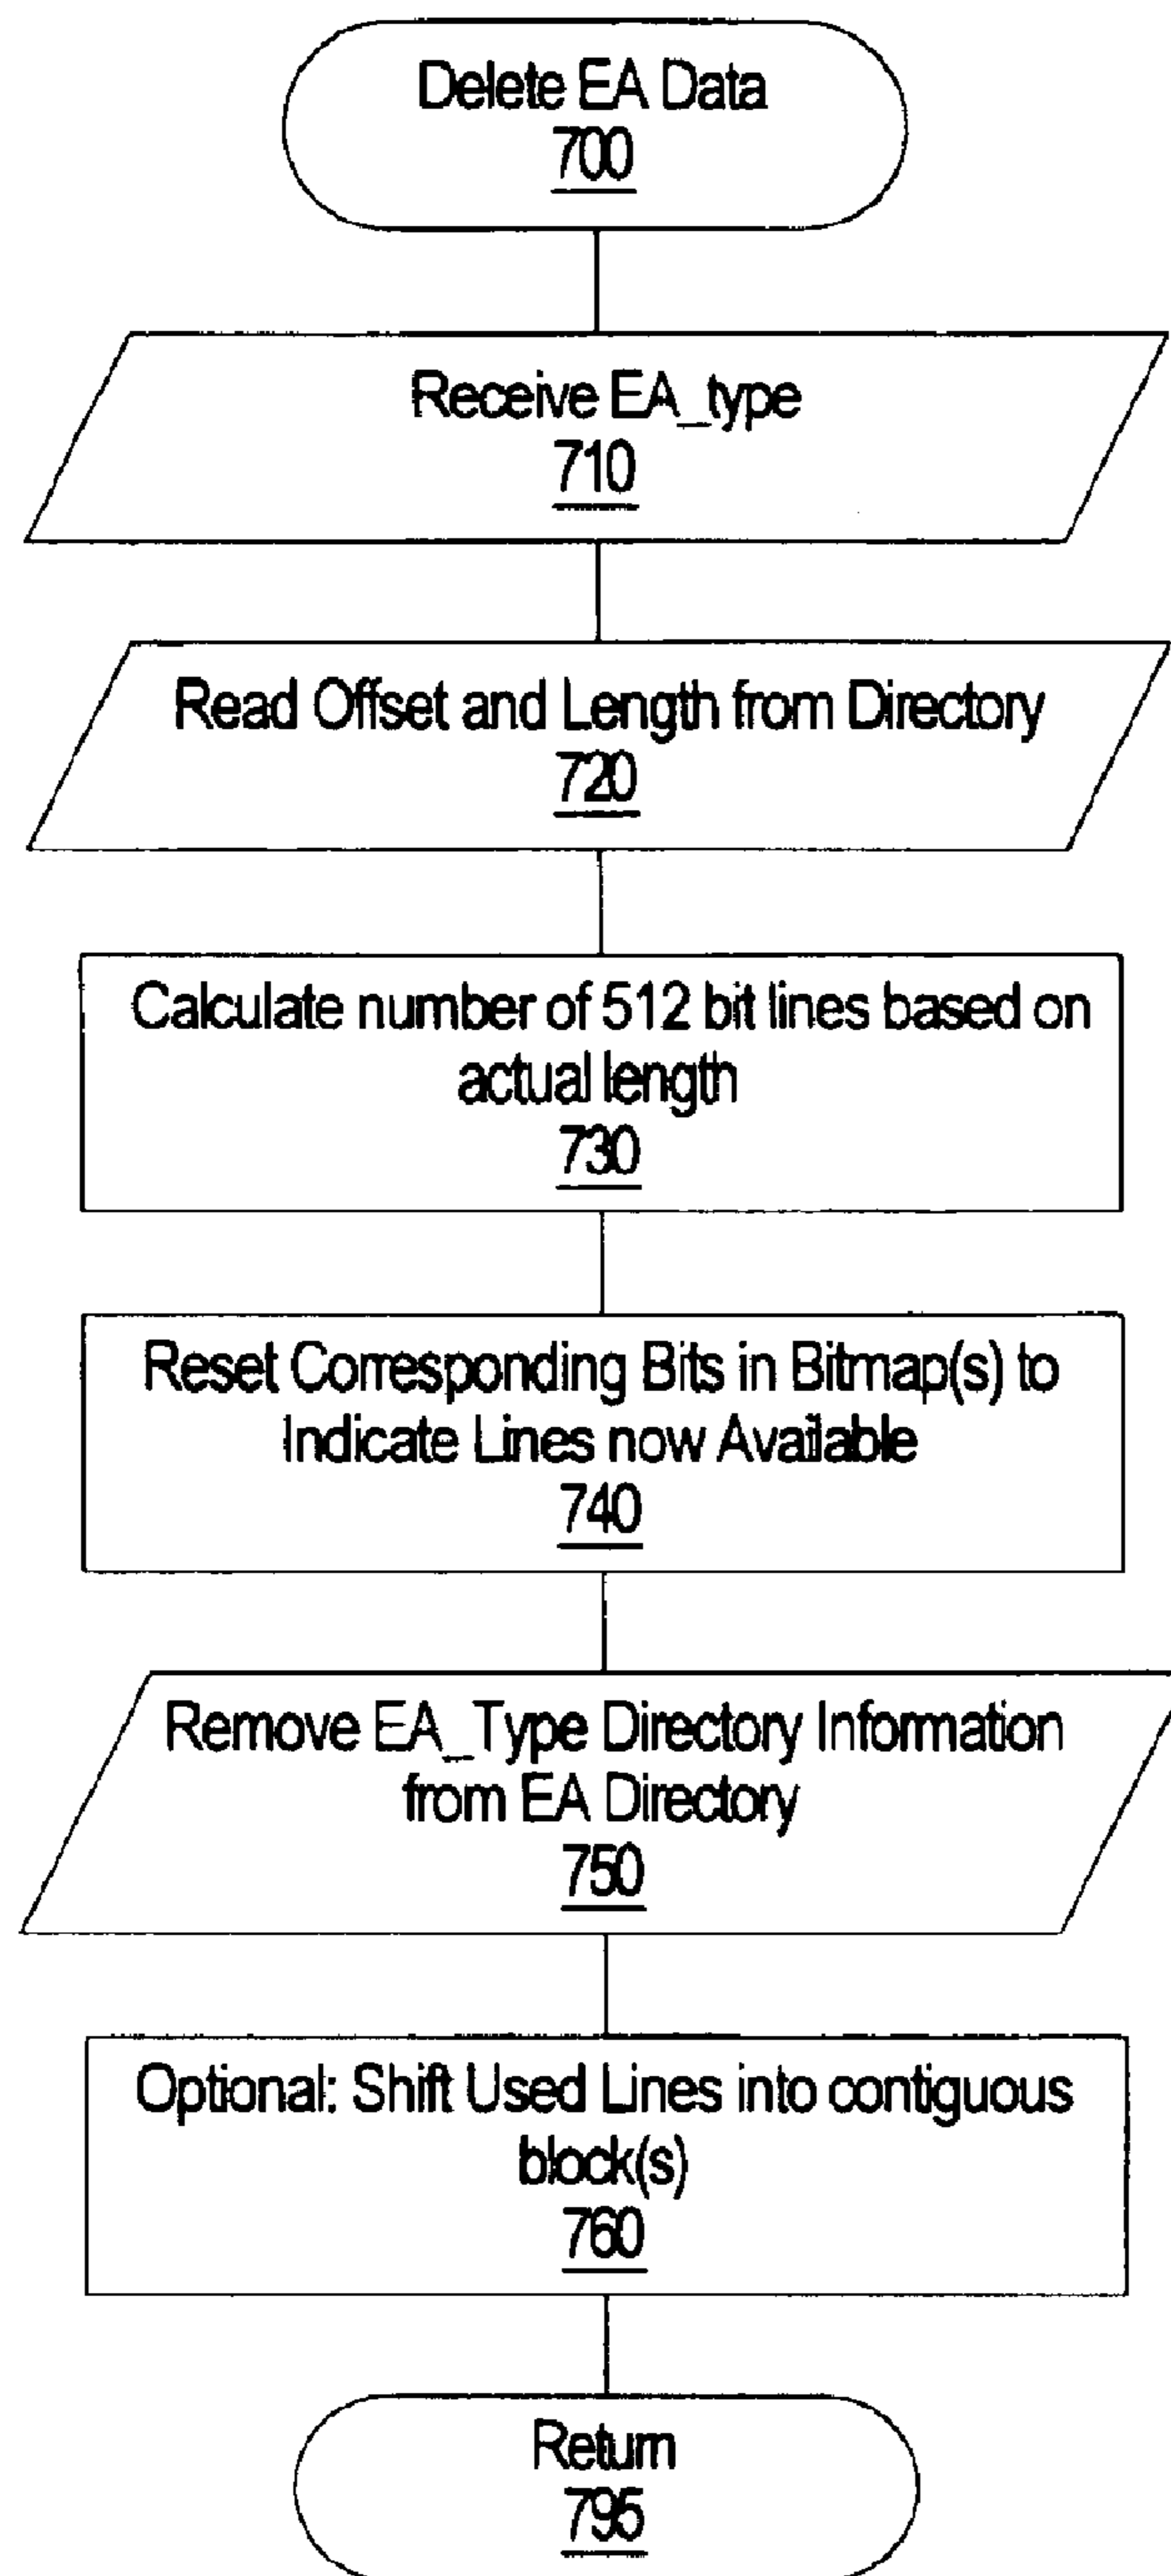 Delete EA Data
700
Receive EA_type
710
Read Offset and Length from Directory
720
Calculate number of 512 bit lines based on
actual length
730
Reset Corresponding Bits in Bitmap(s) to
Indicate Lines now Available
740
Remove EA_Type Directory Information
from EA Directory
750
Optional: Shift Used Lines into contiguous
block(s)
760
Return
795